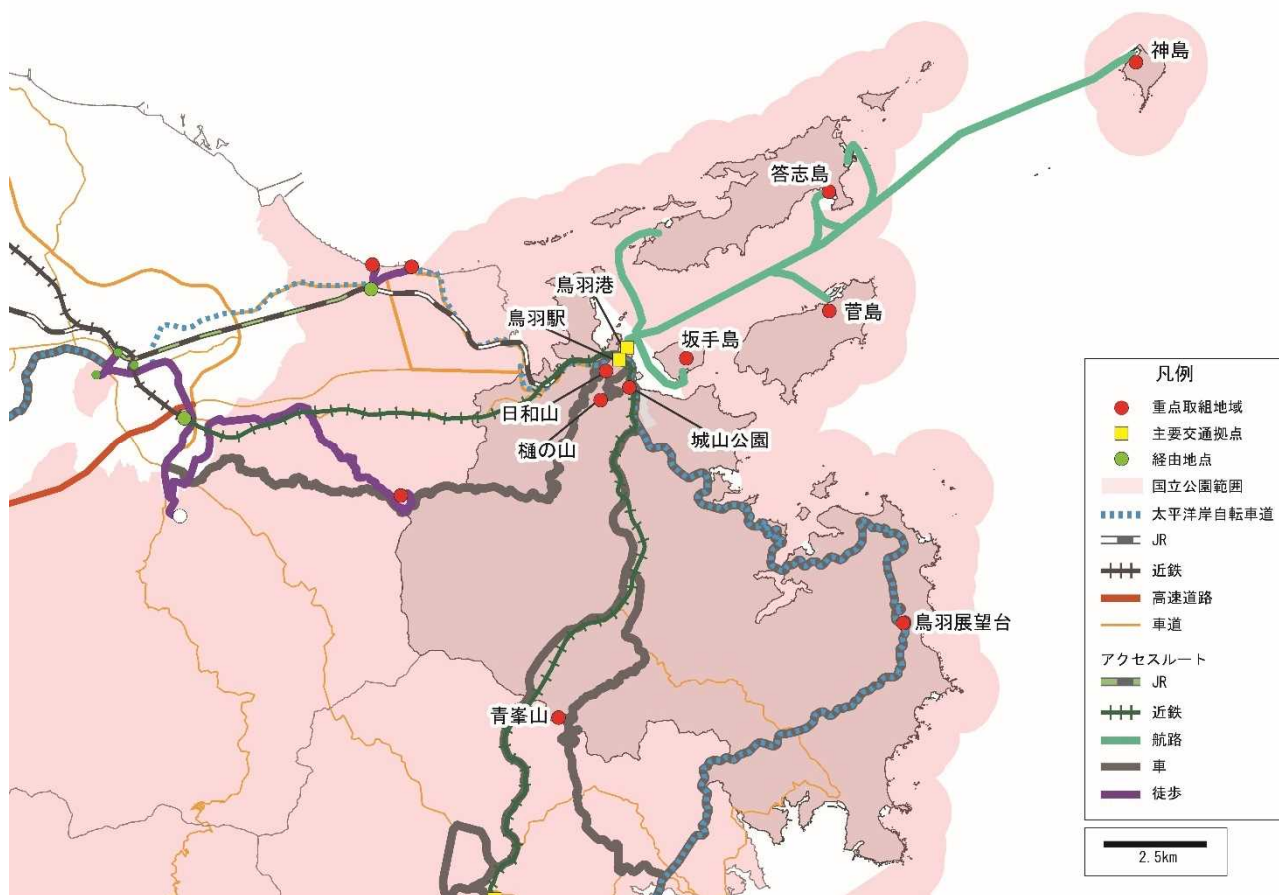 神島
答志島
鳥羽港
鳥羽駅
菅島
坂手島
日和山
樋の山
城山公園
鳥羽展望台
青峯山
凡例
重点取組地域
主要交通拠点
経由地点
国立公園範囲
太平洋岸自転車道
JR
近鉄
高速道路
車道
アクセスルート
JR
近鉄
航路
車
徒歩
2.5km